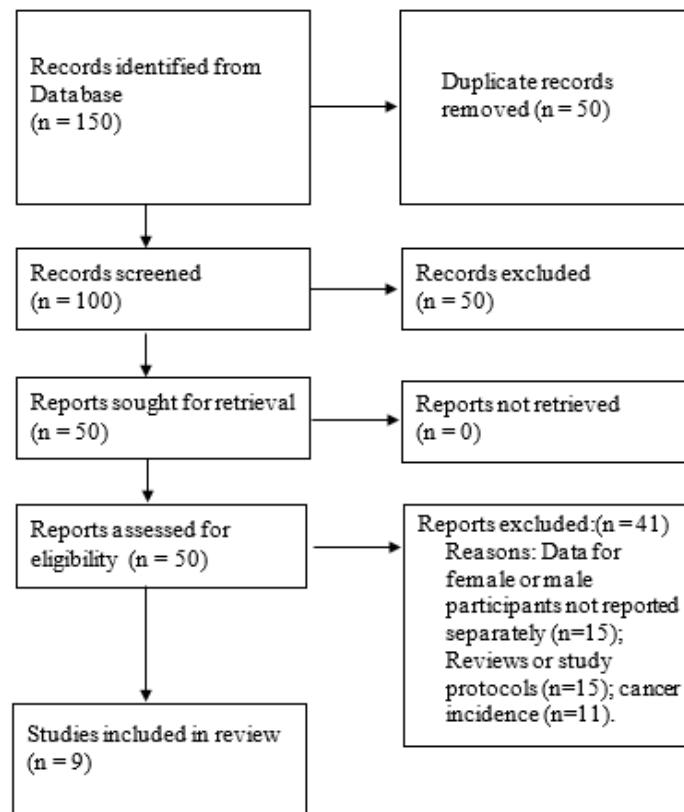 Records identified from
Database
(n = 150)
Duplicate records
removed (n = 50)
Records screened
(n = 100)
Records excluded
(n = 50)
Reports sought for retrieval
(n = 50)
Reports not retrieved
(n = 0)
Reports assessed for
eligibility (n = 50)
Reports excluded:(n = 41)
Reasons: Data for
female or male
participants not reported
separately (n=15);
Reviews or study
protocols (n=15); cancer
incidence (n=11).
Studies included in review
(n = 9)